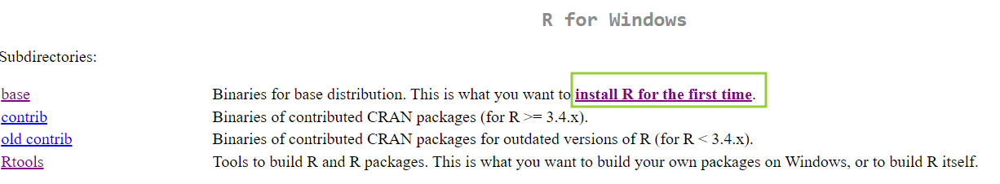 R for Windows
Subdirectories:
base Binaries for base distribution. This is what you want to install R for the first time.
contrib Binaries of contributed CRAN packages (for R >= 3.4.x).
old contrib Binaries of contributed CRAN packages for outdated versions of R (for R < 3.4.x).
Rtools Tools to build R and R packages. This is what you want to build your own packages on Windows, or to build R itself.